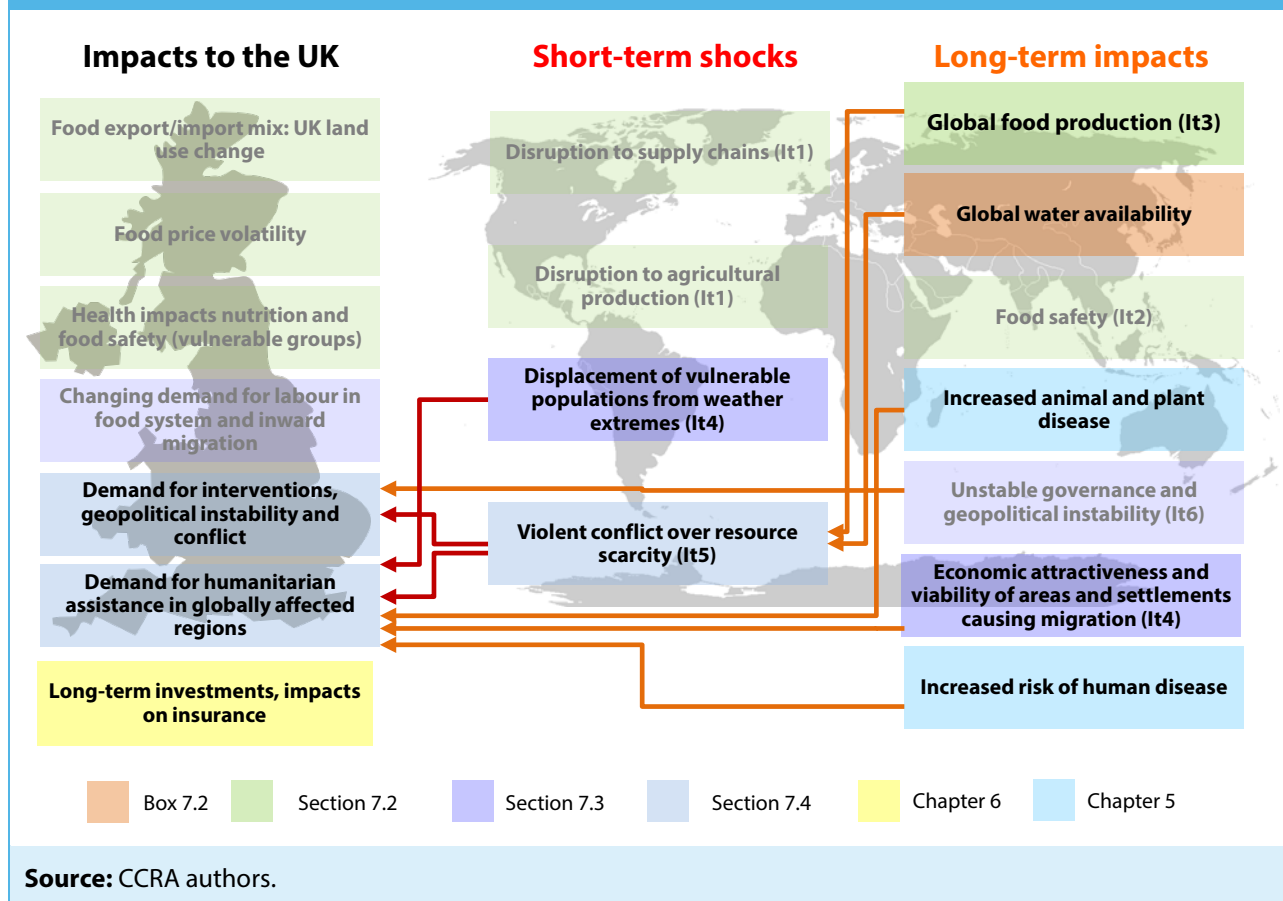 Impacts to the UK
Food export/import mix: UK land
use change
Food price volatility
Health impacts nutrition and
food safety (vulnerable groups)
Changing demand for labour in
food system and inward
migration
Demand for interventions,
geopolitical instability and
conflict
Demand for humanitarian
assistance in globally affected
regions
Long-term investments, impacts
on insurance
Short-term shocks
Disruption to supply chains (It1)
Disruption to agricultural
production (It1)
Displacement of vulnerable
populations from weather
extremes (It4)
Violent conflict over resource
scarcity (It5)
Long-term impacts
Global food production (It3)
Global water availability
Food safety (It2)
Increased animal and plant
disease
Unstable governance and
geopolitical instability (It6)
Economic attractiveness and
viability of areas and settlements
causing migration (It4)
Increased risk of human disease
Box 7.2
Section 7.2
Section 7.3
Section 7.4
Chapter 6
Chapter 5
Source: CCRA authors.